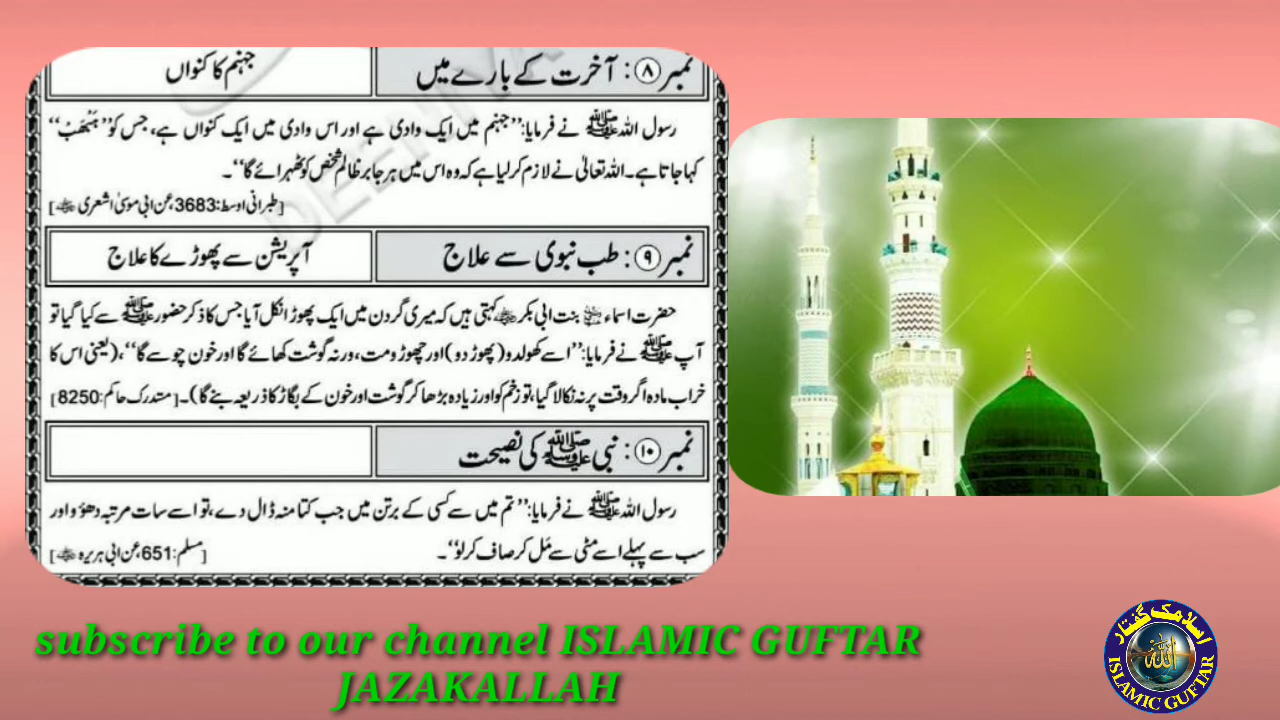 نمبر ⑧: آخرت کے بارے میں
جہنم کا کنواں
رسول اللہ ﷺ نے فرمایا: ’’جہنم میں ایک وادی ہے اور اس وادی میں ایک کنواں ہے، جس کو ’’ہَبْہَبْ‘‘
کہا جاتا ہے۔ اللہ تعالیٰ نے لازم کرلیا ہے کہ وہ اس میں ہر جابر ظالم شخص کو ٹھہرائے گا‘‘۔
[طبرانی اوسط: 3683، عن ابی موسیٰ اشعری ؓ]
نمبر ⑨: طب نبوی سے علاج
آپریشن سے پھوڑے کا علاج
حضرت اسماء ؓ بنت ابی بکر ؓ کہتی ہیں کہ میری گردن میں ایک پھوڑا نکل آیا جس کا ذکر حضور ﷺ سے کیا گیا تو
آپ ﷺ نے فرمایا: ’’اسے کھول دو (پھوڑ دو) اور چھوڑو مت، ورنہ گوشت کھائے گا اور خون چوسے گا‘‘، (یعنی اس کا
خراب مادہ اگر وقت پر نہ نکالا گیا، تو زخم کو اور زیادہ بڑھا کر گوشت اور خون کے بگاڑ کا ذریعہ بنے گا)۔ [مستدرک حاکم: 8250]
نمبر ⑩: نبی ﷺ کی نصیحت
رسول اللہ ﷺ نے فرمایا: ’’تم میں سے کسی کے برتن میں جب کتا منہ ڈال دے، تو اسے سات مرتبہ دھوؤ اور
سب سے پہلے اسے مٹی سے مَل کر صاف کرلو‘‘۔
[مسلم: 651، عن ابی ہریرہ ؓ]
subscribe to our channel ISLAMIC GUFTAR
JAZAKALLAH
اسلامک گفتار
الله
ISLAMIC GUFTAR